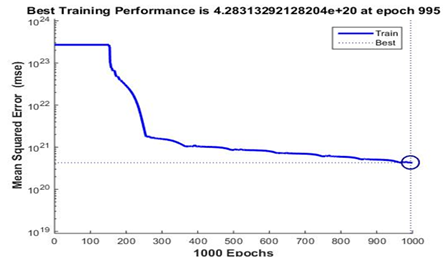 Best Training Performance is 4.28313292128204e+20 at epoch 995
Train
Best
Mean Squared Error (mse)
10^24
10^23
10^22
10^21
10^20
10^19
0 100 200 300 400 500 600 700 800 900 1000
1000 Epochs